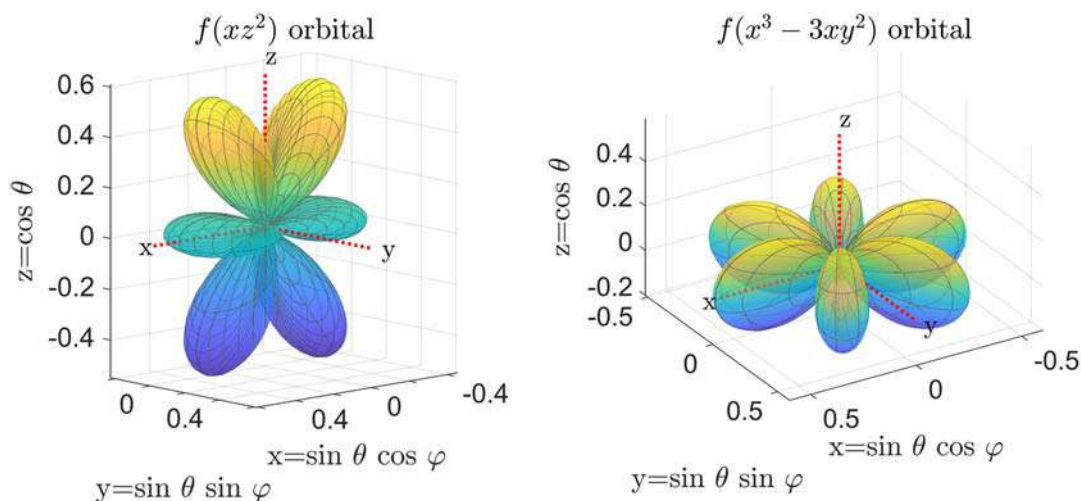 f(xz²) orbital
z
0.6
0.4
0.2
0
-0.2
-0.4
z=cos θ
x
y
0
0.4
0.4
0
-0.4
x=sin θ cos φ
y=sin θ sin φ
f(x³ − 3xy²) orbital
z
0.4
0.2
0
-0.2
z=cos θ
x
y
-0.5
0
0.5
0.5
0
-0.5
x=sin θ cos φ
y=sin θ sin φ